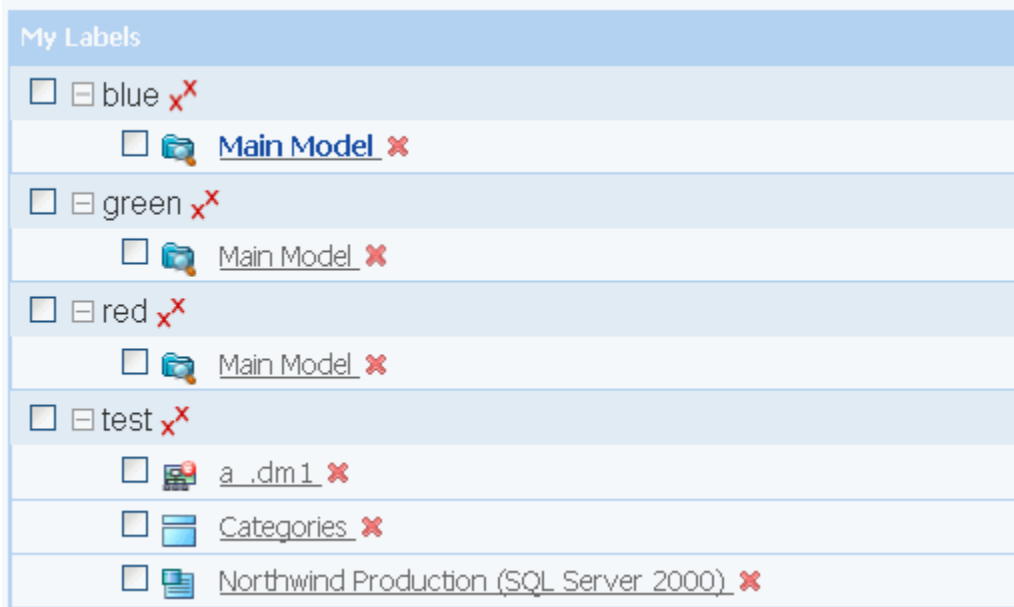 My Labels
blue
Main Model
green
Main Model
red
Main Model
test
a_.dm1
Categories
Northwind Production (SQL Server 2000)